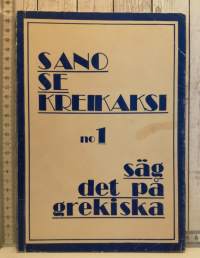 SANO
SE
KREIKAKSI
no 1
säg
det på
grekiska